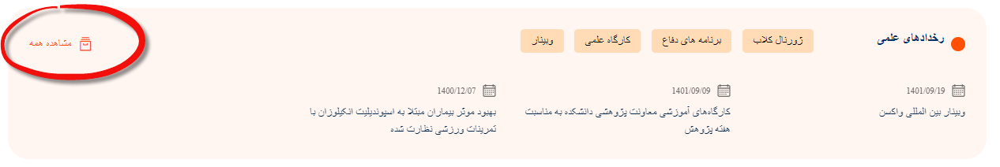 رخدادهای علمی
ژورنال کلاب
برنامه های دفاع
کارگاه علمی
وبینار
مشاهده همه
1401/09/19
وبینار بین المللی واکسن
1401/09/09
کارگاه‌های آموزشی معاونت پژوهشی دانشکده به مناسبت
هفته پژوهش
1400/12/07
بهبود موثر بیماران مبتلا به اسپوندیلیت انکیلوزان با
تمرینات ورزشی نظارت شده